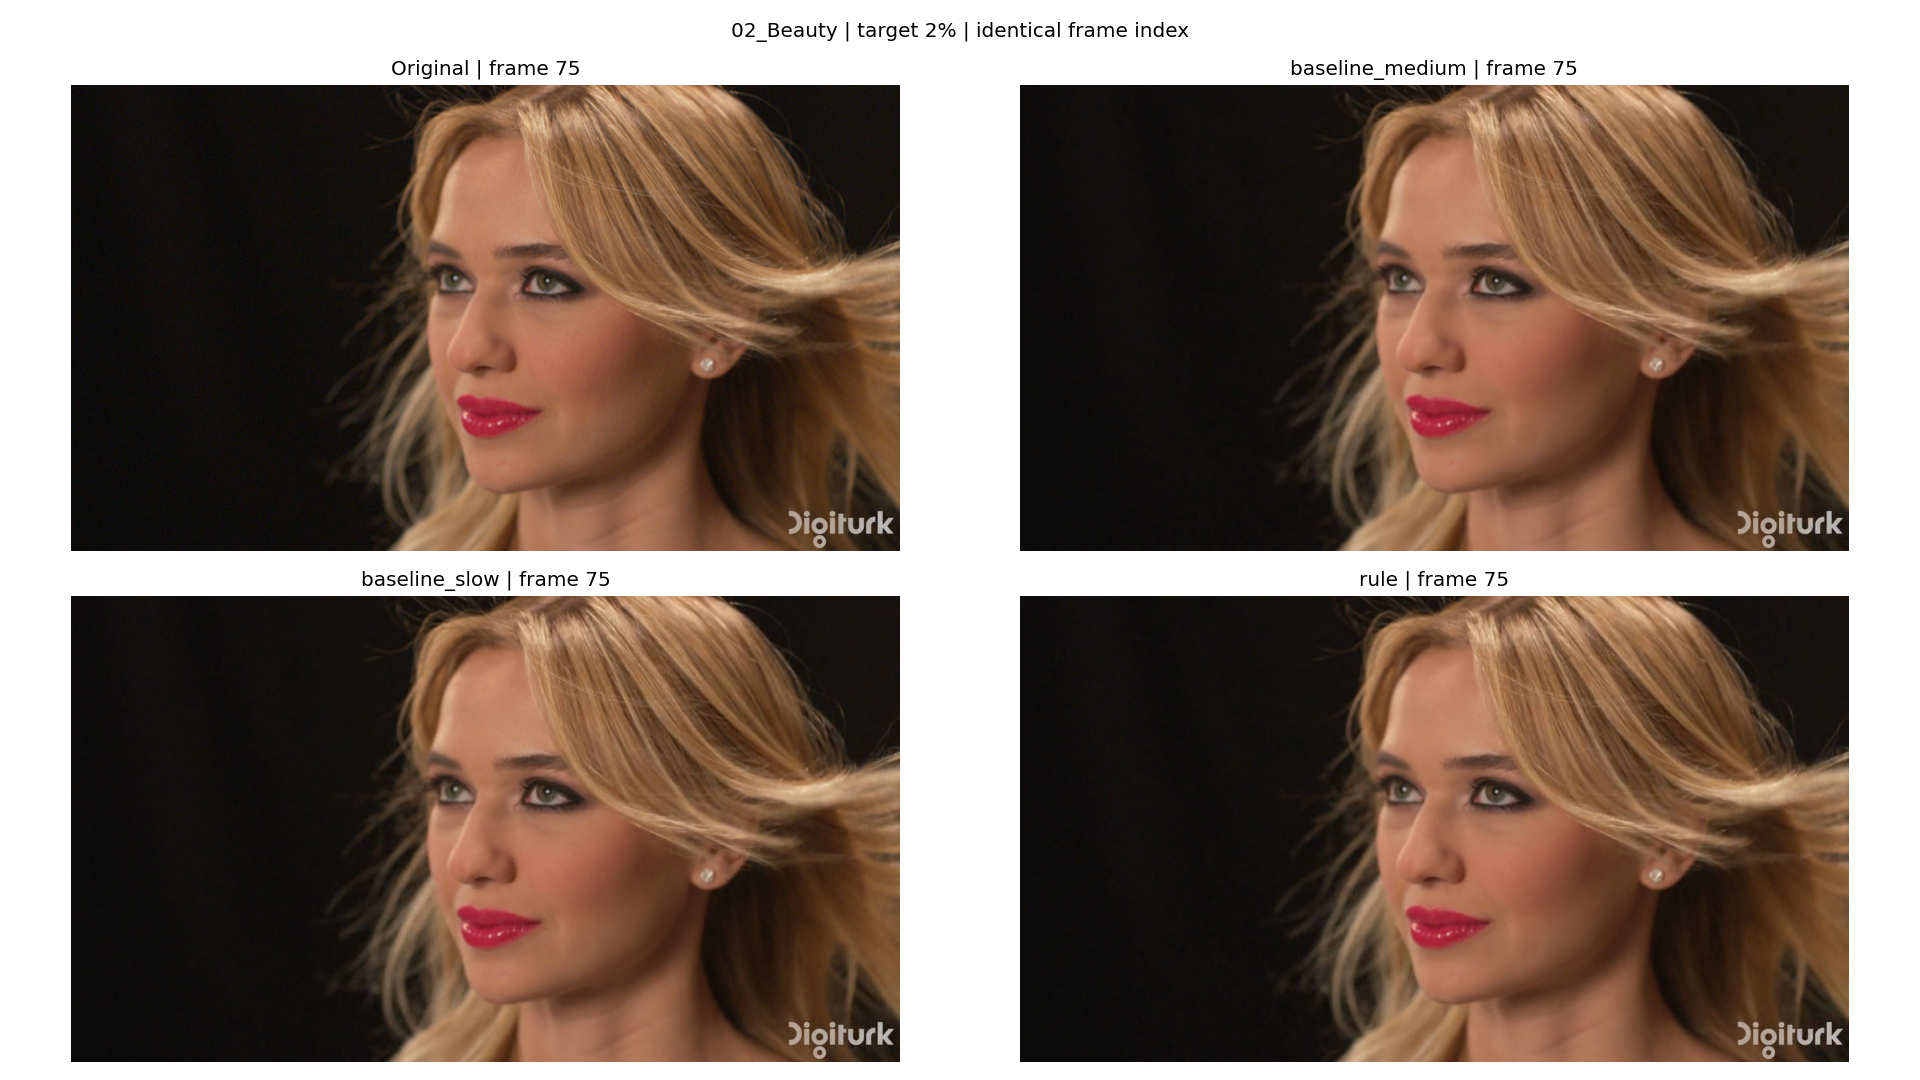 02_Beauty | target 2% | identical frame index
Original | frame 75
baseline_medium | frame 75
Digiturk
Digiturk
baseline_slow | frame 75
rule | frame 75
Digiturk
Digiturk